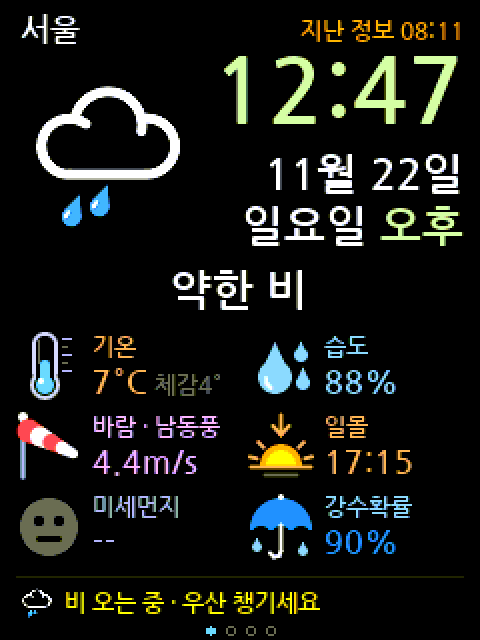 서울
지난 정보 08:11
12:47
11월 22일
일요일 오후
약한 비
기온
7°C 체감4°
습도
88%
바람 · 남동풍
4.4m/s
일몰
17:15
미세먼지
--
강수확률
90%
비 오는 중 · 우산 챙기세요